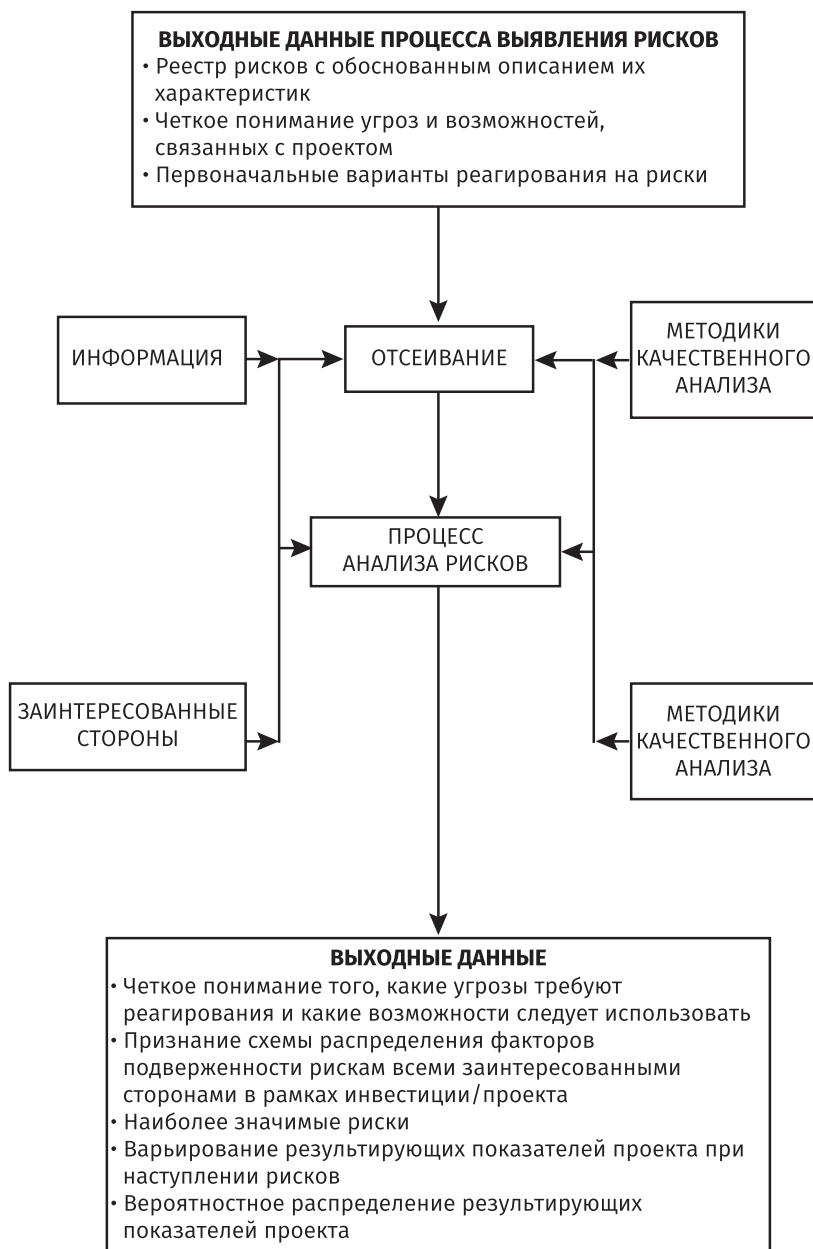 ВЫХОДНЫЕ ДАННЫЕ ПРОЦЕССА ВЫЯВЛЕНИЯ РИСКОВ
• Реестр рисков с обоснованным описанием их
характеристик
• Четкое понимание угроз и возможностей,
связанных с проектом
• Первоначальные варианты реагирования на риски
ИНФОРМАЦИЯ
ОТСЕИВАНИЕ
МЕТОДИКИ
КАЧЕСТВЕННОГО
АНАЛИЗА
ПРОЦЕСС
АНАЛИЗА РИСКОВ
ЗАИНТЕРЕСОВАННЫЕ
СТОРОНЫ
МЕТОДИКИ
КАЧЕСТВЕННОГО
АНАЛИЗА
ВЫХОДНЫЕ ДАННЫЕ
• Четкое понимание того, какие угрозы требуют
реагирования и какие возможности следует использовать
• Признание схемы распределения факторов
подверженности рискам всеми заинтересованными
сторонами в рамках инвестиции/проекта
• Наиболее значимые риски
• Варьирование результирующих показателей проекта при
наступлении рисков
• Вероятностное распределение результирующих
показателей проекта